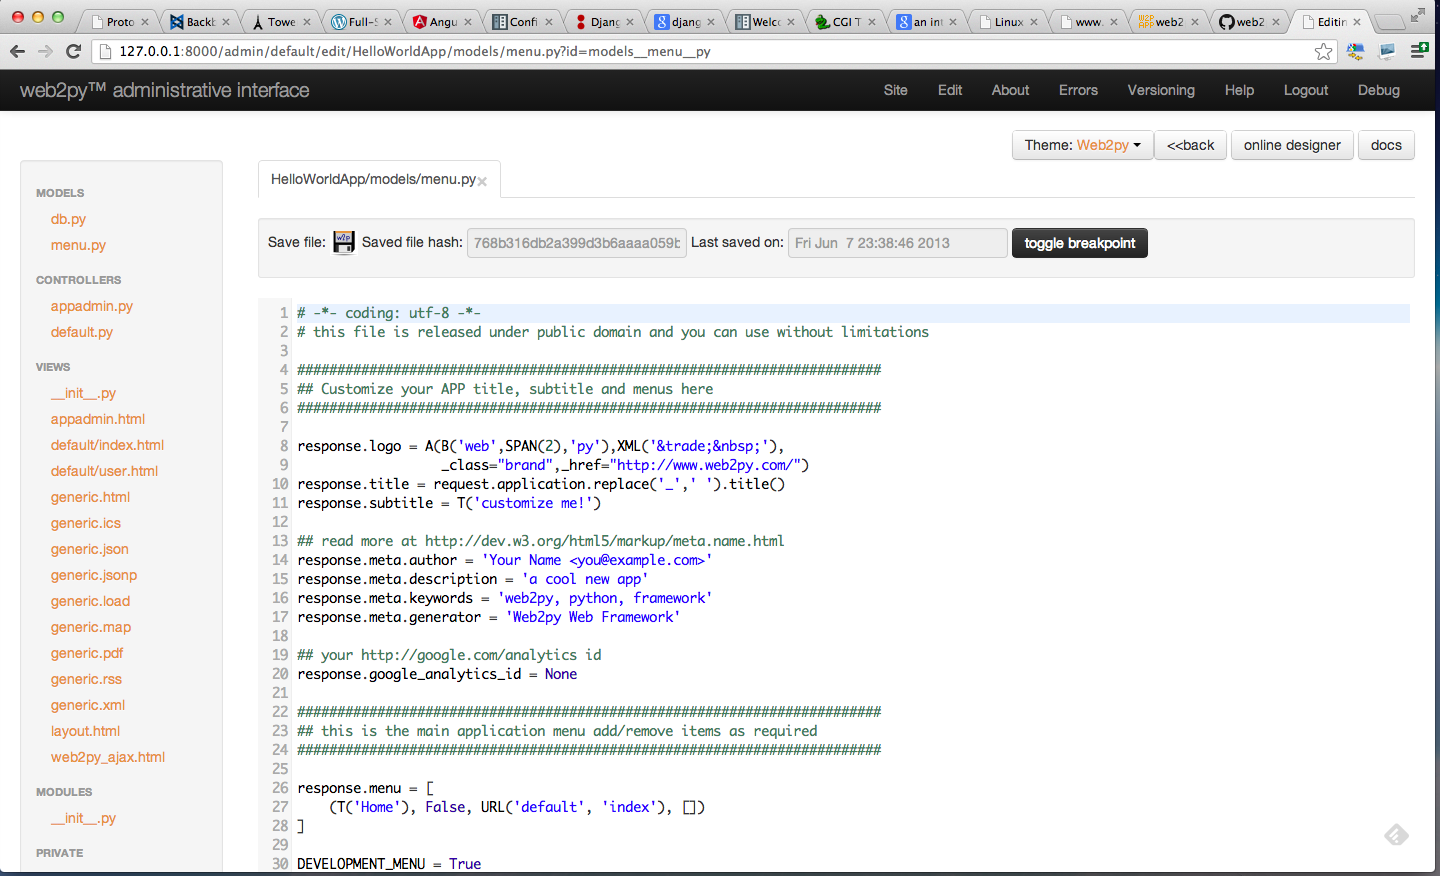 Proto
Backb
Towe
Full-S
Angu
Confi
Djang
djang
Welco
CGI T
an int
Linux
www.
web2
web2
Editin
127.0.0.1:8000/admin/default/edit/HelloWorldApp/models/menu.py?id=models__menu__py
web2py™ administrative interface
Site Edit About Errors Versioning Help Logout Debug
Theme: Web2py <<back online designer docs
HelloWorldApp/models/menu.py
Save file: w2p Saved file hash: 768b316db2a399d3b6aaaa059b Last saved on: Fri Jun 7 23:38:46 2013 toggle breakpoint
MODELS
db.py
menu.py
CONTROLLERS
appadmin.py
default.py
VIEWS
__init__.py
appadmin.html
default/index.html
default/user.html
generic.html
generic.ics
generic.json
generic.jsonp
generic.load
generic.map
generic.pdf
generic.rss
generic.xml
layout.html
web2py_ajax.html
MODULES
__init__.py
PRIVATE
1 # -*- coding: utf-8 -*-
2 # this file is released under public domain and you can use without limitations
3
4 #########################################################################
5 ## Customize your APP title, subtitle and menus here
6 #########################################################################
7
8 response.logo = A(B('web',SPAN(2),'py'),XML('&trade;&nbsp;'),
9                   _class="brand",_href="http://www.web2py.com/")
10 response.title = request.application.replace('_',' ').title()
11 response.subtitle = T('customize me!')
12
13 ## read more at http://dev.w3.org/html5/markup/meta.name.html
14 response.meta.author = 'Your Name <you@example.com>'
15 response.meta.description = 'a cool new app'
16 response.meta.keywords = 'web2py, python, framework'
17 response.meta.generator = 'Web2py Web Framework'
18
19 ## your http://google.com/analytics id
20 response.google_analytics_id = None
21
22 #########################################################################
23 ## this is the main application menu add/remove items as required
24 #########################################################################
25
26 response.menu = [
27     (T('Home'), False, URL('default', 'index'), [])
28 ]
29
30 DEVELOPMENT_MENU = True